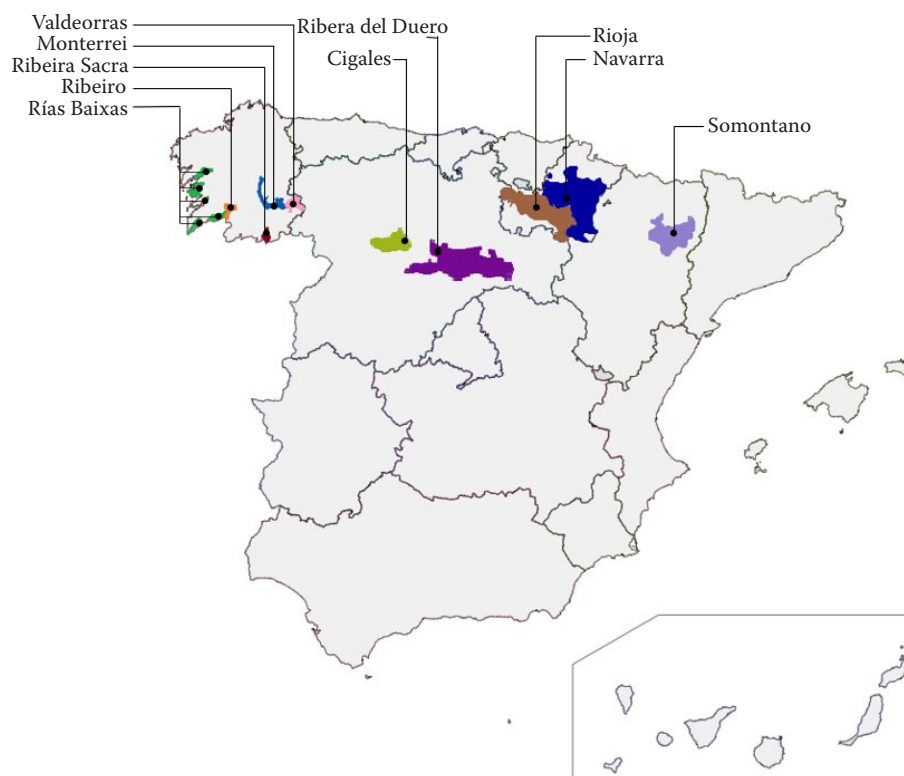 Valdeorras
Monterrei
Ribeira Sacra
Ribeiro
Rías Baixas
Ribera del Duero
Cigales
Rioja
Navarra
Somontano